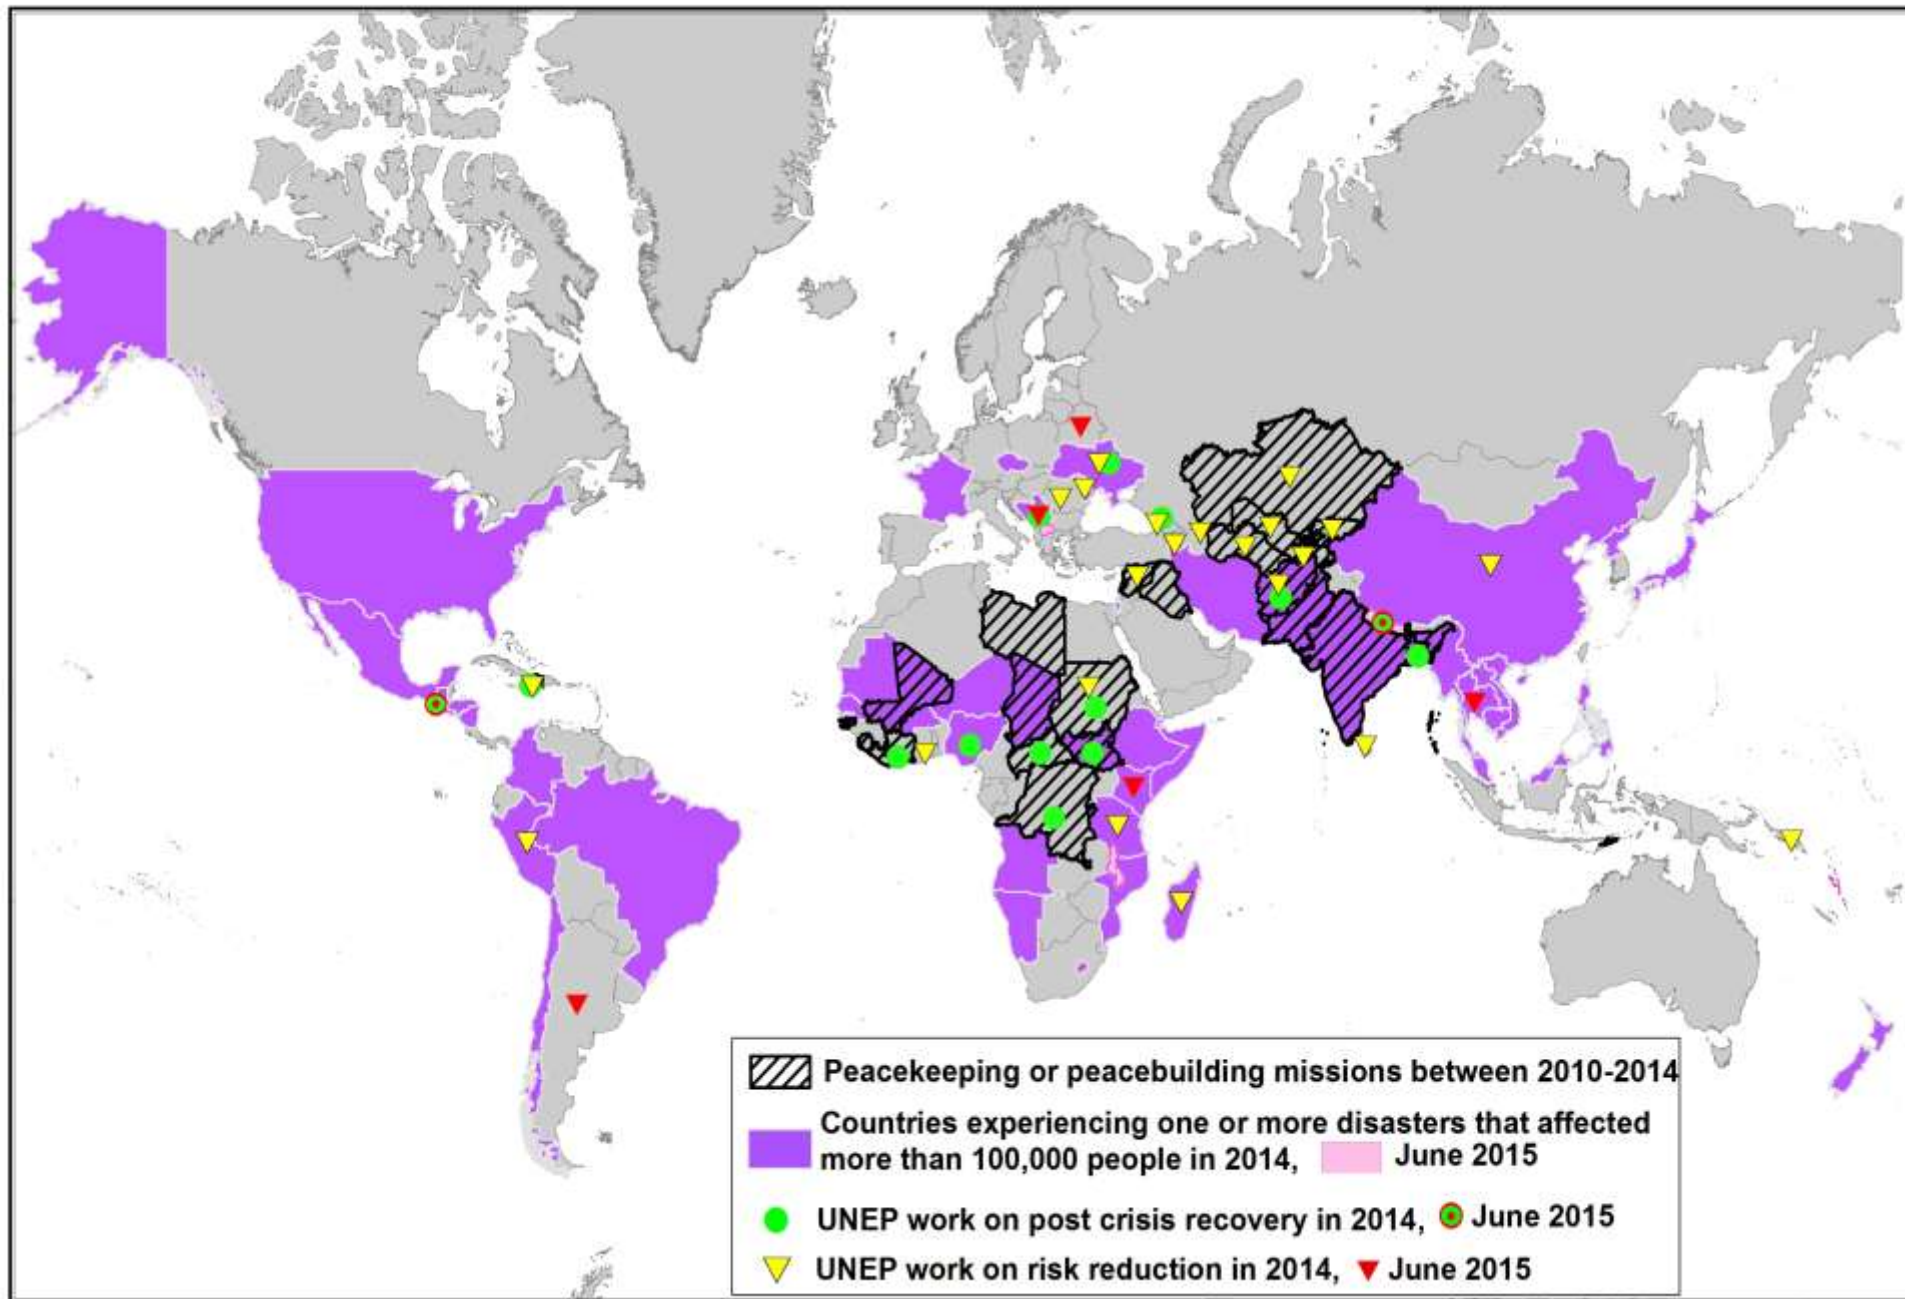 Peacekeeping or peacebuilding missions between 2010-2014
Countries experiencing one or more disasters that affected
more than 100,000 people in 2014, June 2015
UNEP work on post crisis recovery in 2014, June 2015
UNEP work on risk reduction in 2014, June 2015